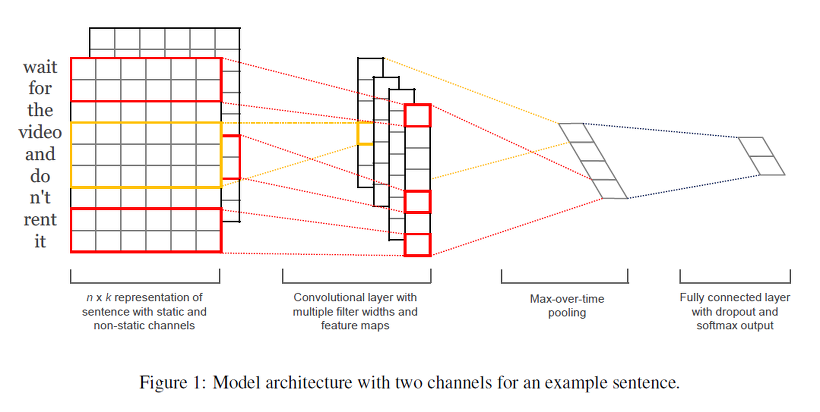 wait
for
the
video
and
do
n't
rent
it
n x k representation of
sentence with static and
non-static channels
Convolutional layer with
multiple filter widths and
feature maps
Max-over-time
pooling
Fully connected layer
with dropout and
softmax output
Figure 1: Model architecture with two channels for an example sentence.